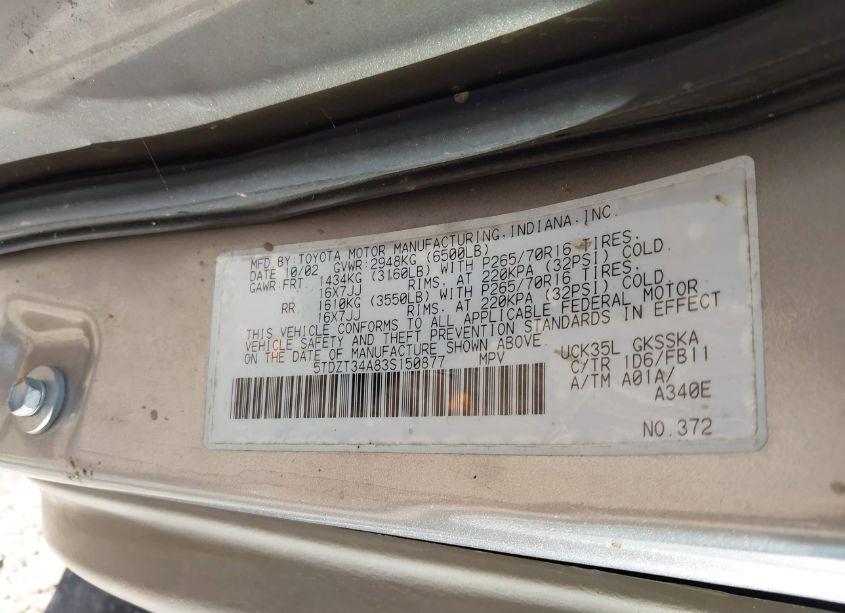 MFD.BY:TOYOTA MOTOR MANUFACTURING,INDIANA,INC.
DATE 10/02 GVWR:2948KG (6500LB)
GAWR:FRT. 1434KG (3160LB) WITH P265/70R16 TIRES.
16X7JJ RIMS, AT 220KPA (32PSI) COLD.
RR 1610KG (3550LB) WITH P265/70R16 TIRES.
16X7JJ RIMS, AT 220KPA (32PSI) COLD.
THIS VEHICLE CONFORMS TO ALL APPLICABLE FEDERAL MOTOR
VEHICLE SAFETY AND THEFT PREVENTION STANDARDS IN EFFECT
ON THE DATE OF MANUFACTURE SHOWN ABOVE.
5TDZT34A83S150877 MPV
UCK35L GKSSKA
C/TR 1D6/FB11
A/TM A01A/
A340E
NO.372